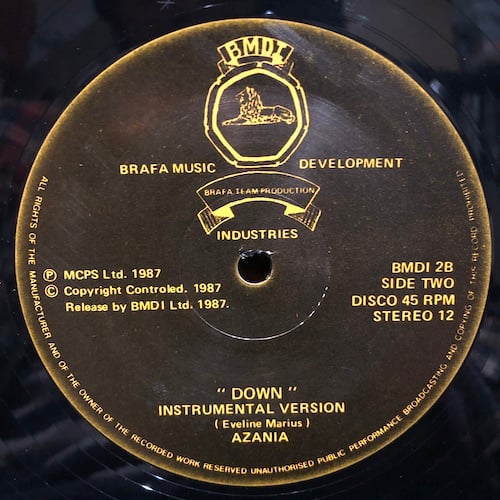 BMDI
BRAFA MUSIC DEVELOPMENT
BRAFA TEAM PRODUCTION
INDUSTRIES
Ⓟ MCPS Ltd. 1987
© Copyright Controled. 1987
Release by BMDI Ltd. 1987.
BMDI 2B
SIDE TWO
DISCO 45 RPM
STEREO 12
" DOWN "
INSTRUMENTAL VERSION
( Eveline Marius )
AZANIA
ALL RIGHTS OF THE MANUFACTURER AND OF THE OWNER OF THE RECORDED WORK RESERVED UNAUTHORISED PUBLIC PERFORMANCE BROADCASTING AND COPYING OF THIS RECORD PROHIBITED